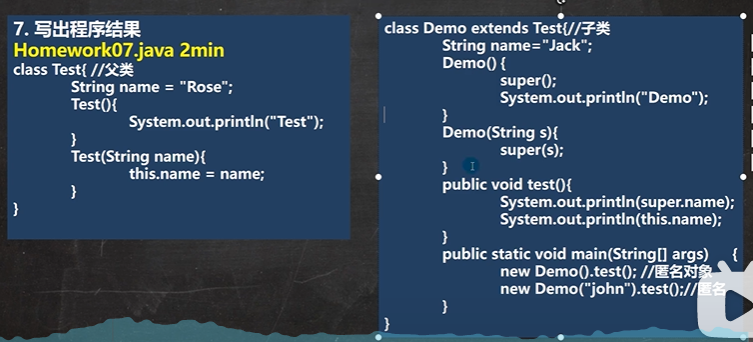 7. 写出程序结果
Homework07.java 2min
class Test{ //父类
String name = "Rose";
Test(){
System.out.println("Test");
}
Test(String name){
this.name = name;
}
}
class Demo extends Test{//子类
String name="Jack";
Demo() {
super();
System.out.println("Demo");
}
Demo(String s){
super(s);
}
public void test(){
System.out.println(super.name);
System.out.println(this.name);
}
public static void main(String[] args) {
new Demo().test(); //匿名对象
new Demo("john").test();//匿名
}
}